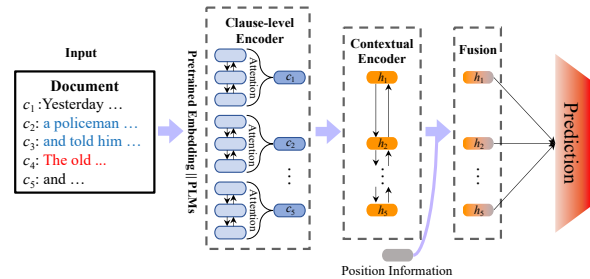 Input
Document
c1 :Yesterday …
c2: a policeman …
c3: and told him …
c4: The old ...
c5: and …
Pretrained Embedding || PLMs
Clause-level
Encoder
Attention
c1
Attention
c2
...
Attention
c5
Contextual
Encoder
h1
h2
...
h5
Position Information
Fusion
h1
h2
...
h5
Prediction